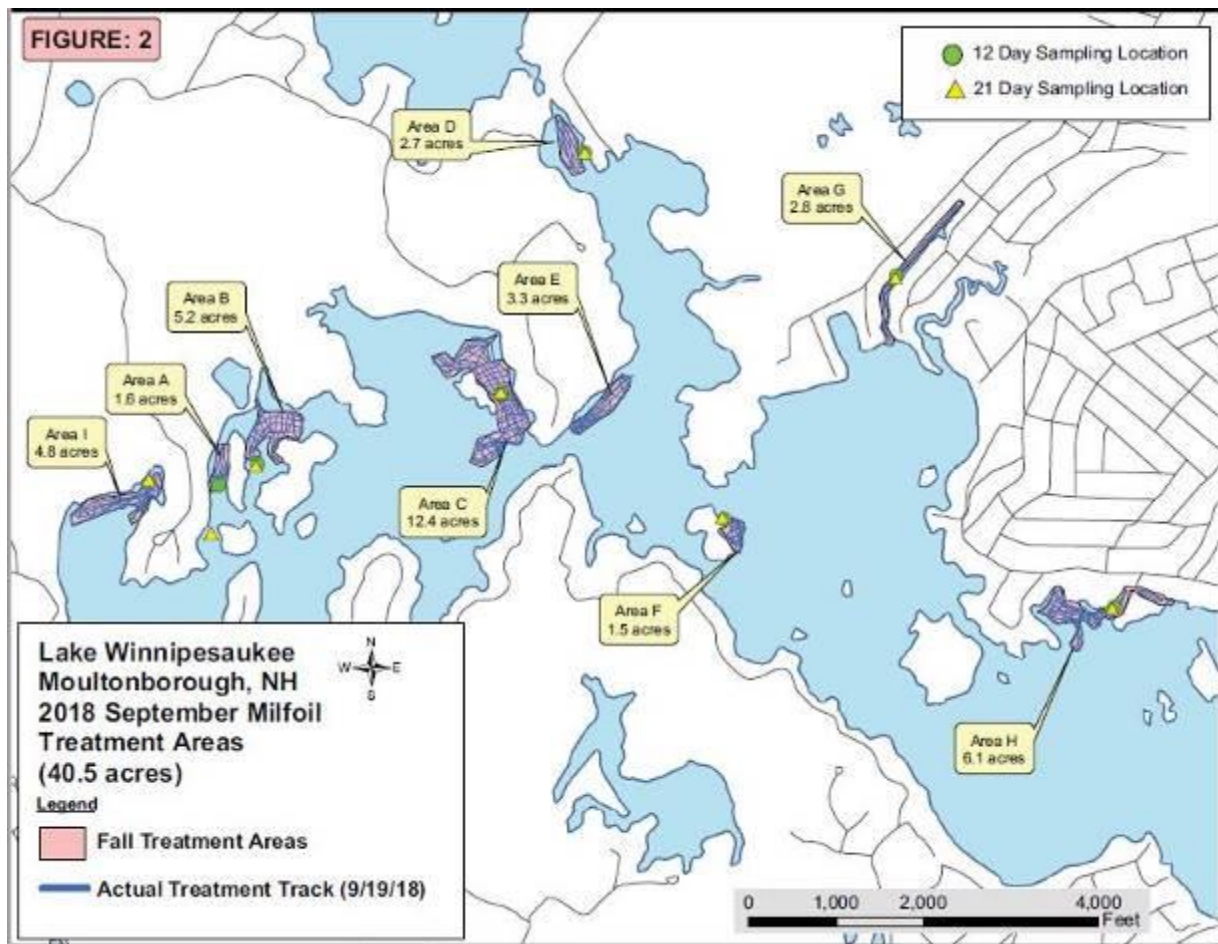 FIGURE: 2
12 Day Sampling Location
21 Day Sampling Location
Area D
2.7 acres
Area G
2.8 acres
Area E
3.3 acres
Area B
5.2 acres
Area A
1.6 acres
Area I
4.8 acres
Area C
12.4 acres
Area F
1.5 acres
Area H
6.1 acres
Lake Winnipesaukee
Moultonborough, NH
2018 September Milfoil
Treatment Areas
(40.5 acres)
N
W E
S
Legend
Fall Treatment Areas
Actual Treatment Track (9/19/18)
0 1,000 2,000 4,000
Feet